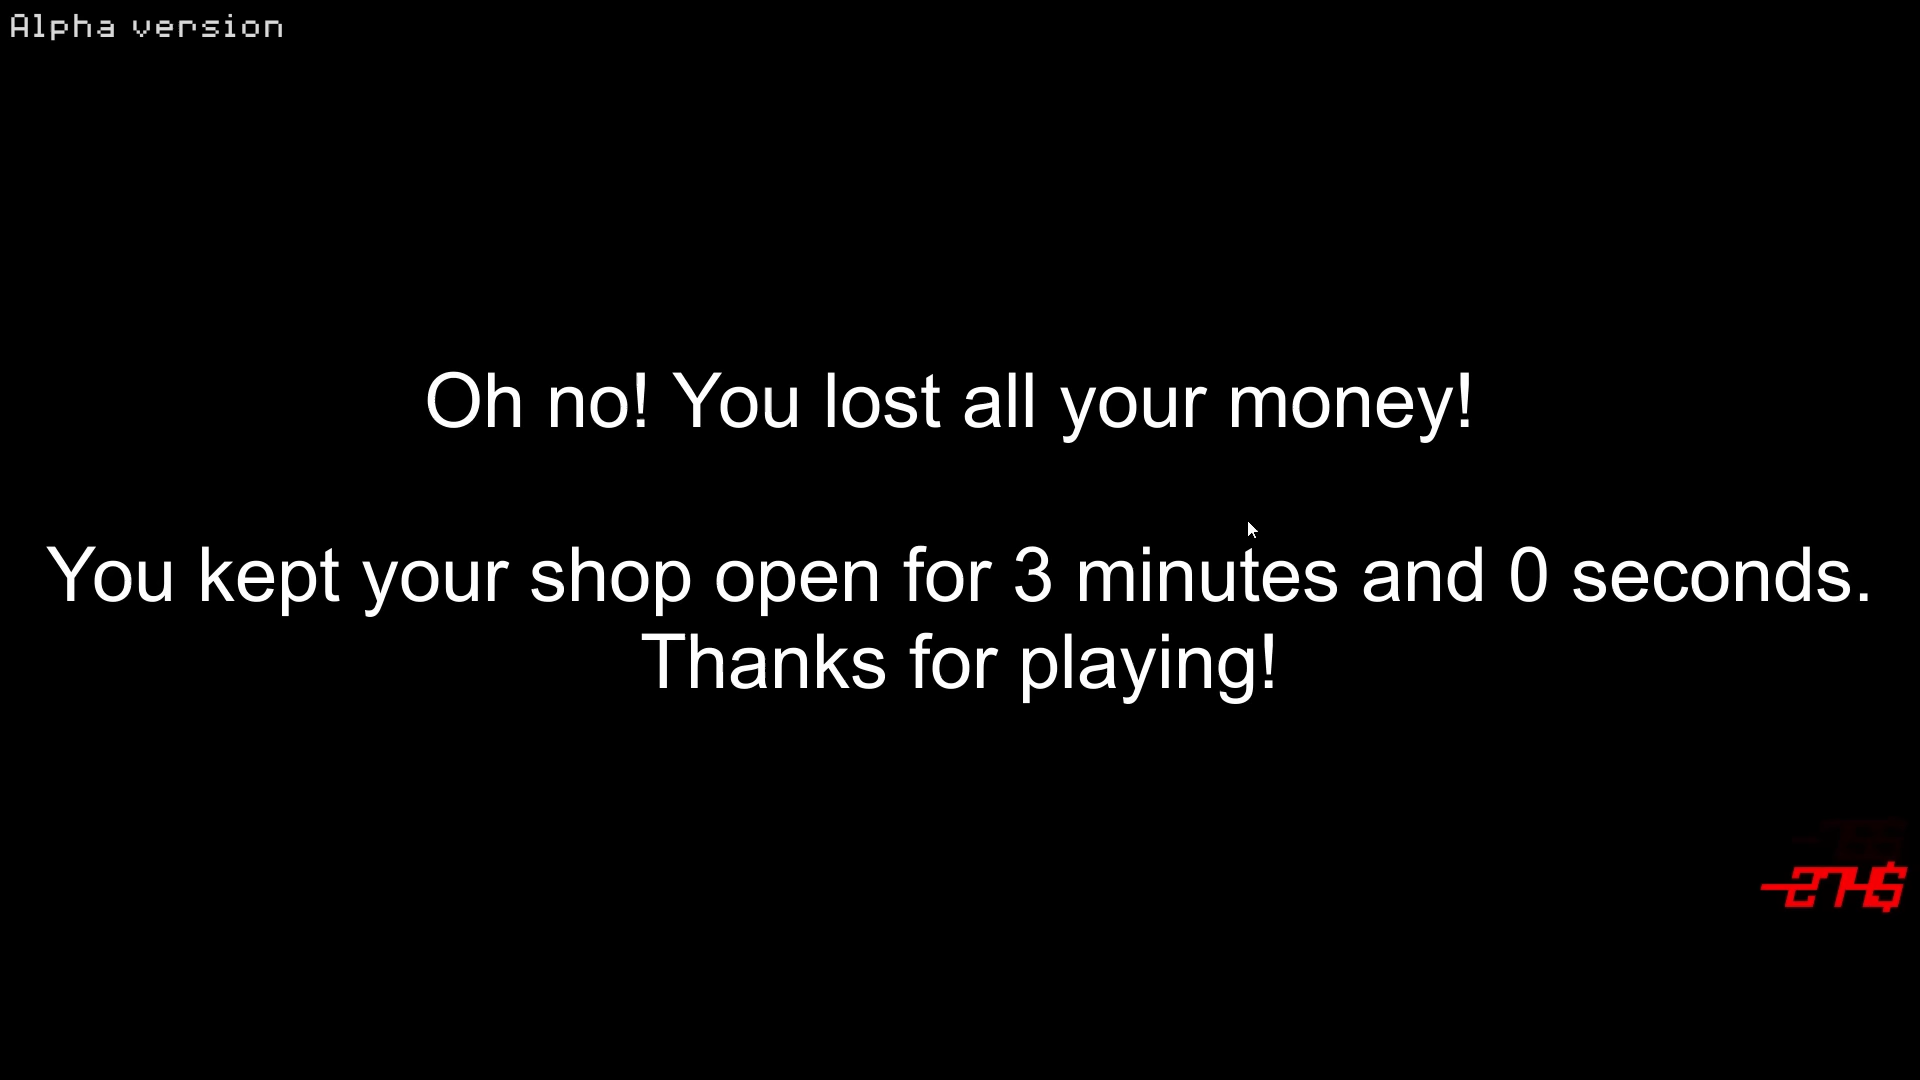 Alpha version
Oh no! You lost all your money!
You kept your shop open for 3 minutes and 0 seconds.
Thanks for playing!